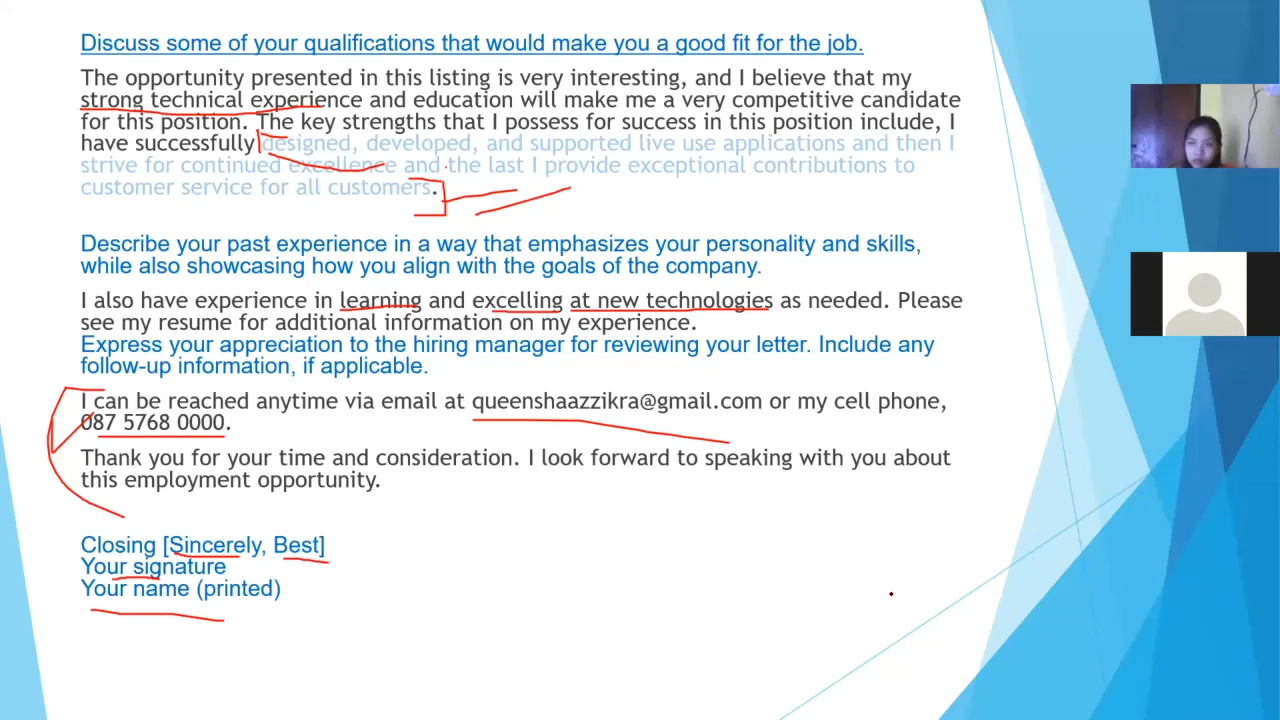 Discuss some of your qualifications that would make you a good fit for the job.
The opportunity presented in this listing is very interesting, and I believe that my
strong technical experience and education will make me a very competitive candidate
for this position. The key strengths that I possess for success in this position include, I
have successfully designed, developed, and supported live use applications and then I
strive for continued excellence and the last I provide exceptional contributions to
customer service for all customers.
Describe your past experience in a way that emphasizes your personality and skills,
while also showcasing how you align with the goals of the company.
I also have experience in learning and excelling at new technologies as needed. Please
see my resume for additional information on my experience.
Express your appreciation to the hiring manager for reviewing your letter. Include any
follow-up information, if applicable.
I can be reached anytime via email at queenshaazzikra@gmail.com or my cell phone,
087 5768 0000.
Thank you for your time and consideration. I look forward to speaking with you about
this employment opportunity.
Closing [Sincerely, Best]
Your signature
Your name (printed)